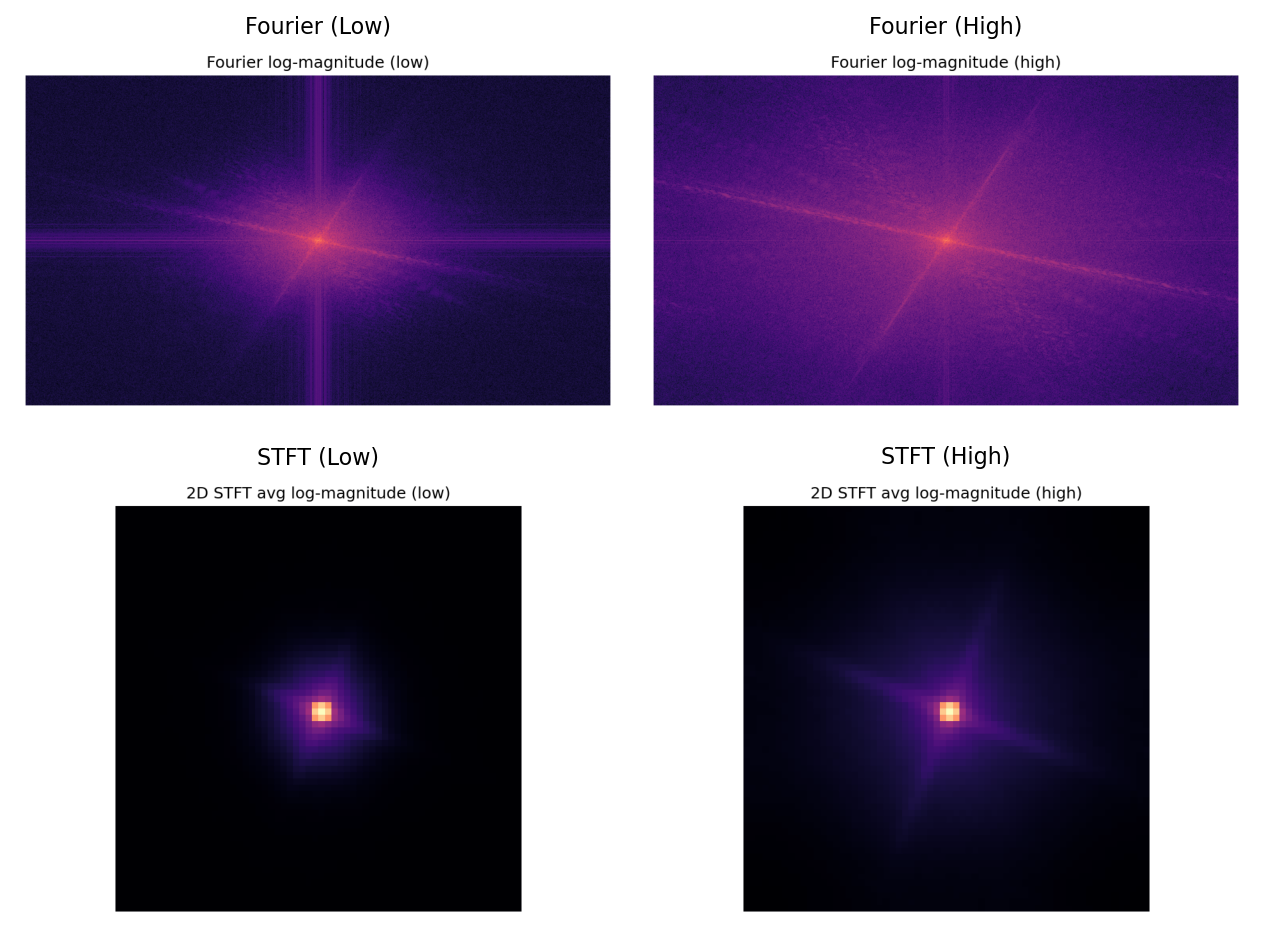 Fourier (Low)
Fourier (High)
Fourier log-magnitude (low)
Fourier log-magnitude (high)
STFT (Low)
STFT (High)
2D STFT avg log-magnitude (low)
2D STFT avg log-magnitude (high)